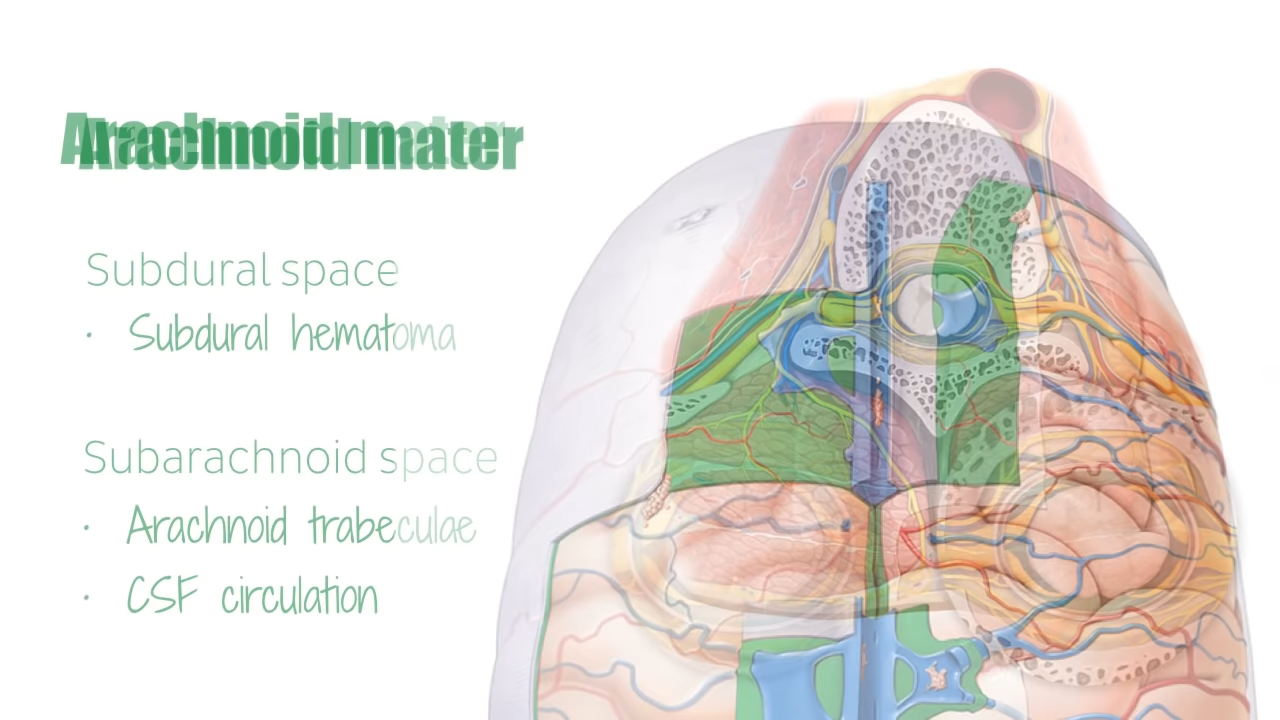 Arachnoid mater
Subdural space
· Subdural hematoma
Subarachnoid space
· Arachnoid trabeculae
· CSF circulation